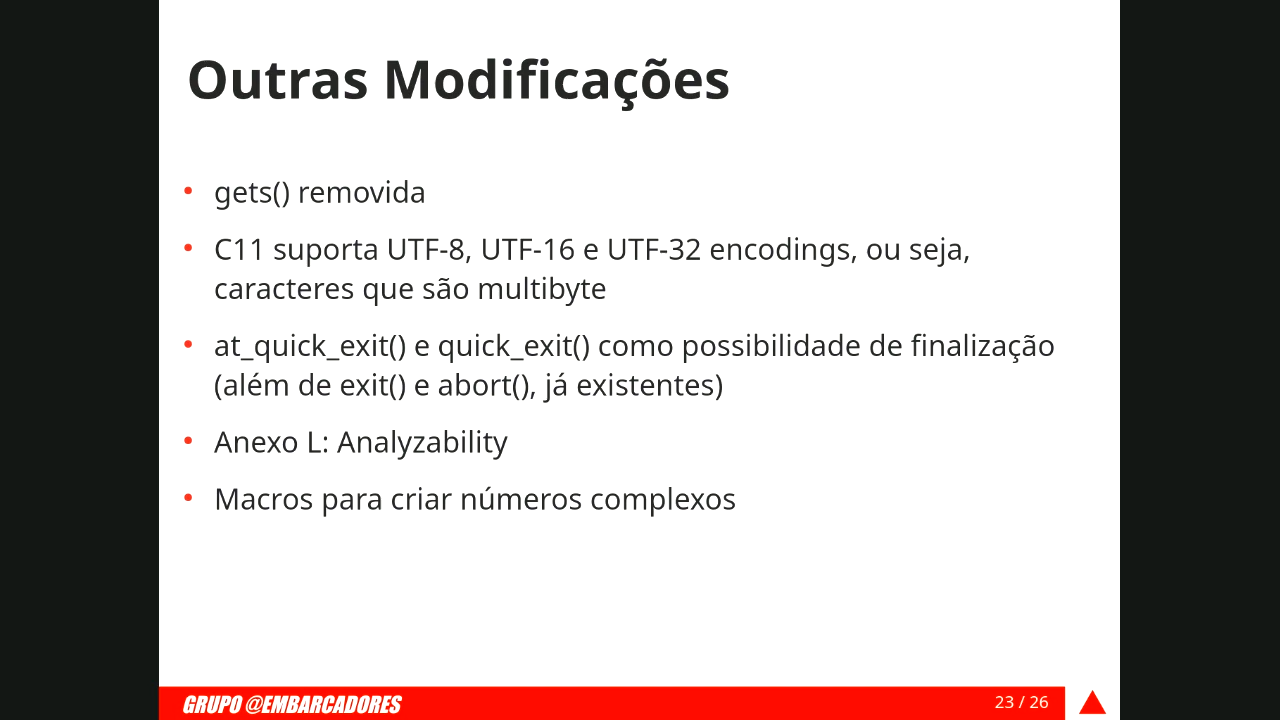 Outras Modificações
• gets() removida
• C11 suporta UTF-8, UTF-16 e UTF-32 encodings, ou seja,
caracteres que são multibyte
• at_quick_exit() e quick_exit() como possibilidade de finalização
(além de exit() e abort(), já existentes)
• Anexo L: Analyzability
• Macros para criar números complexos
GRUPO @EMBARCADORES
23 / 26